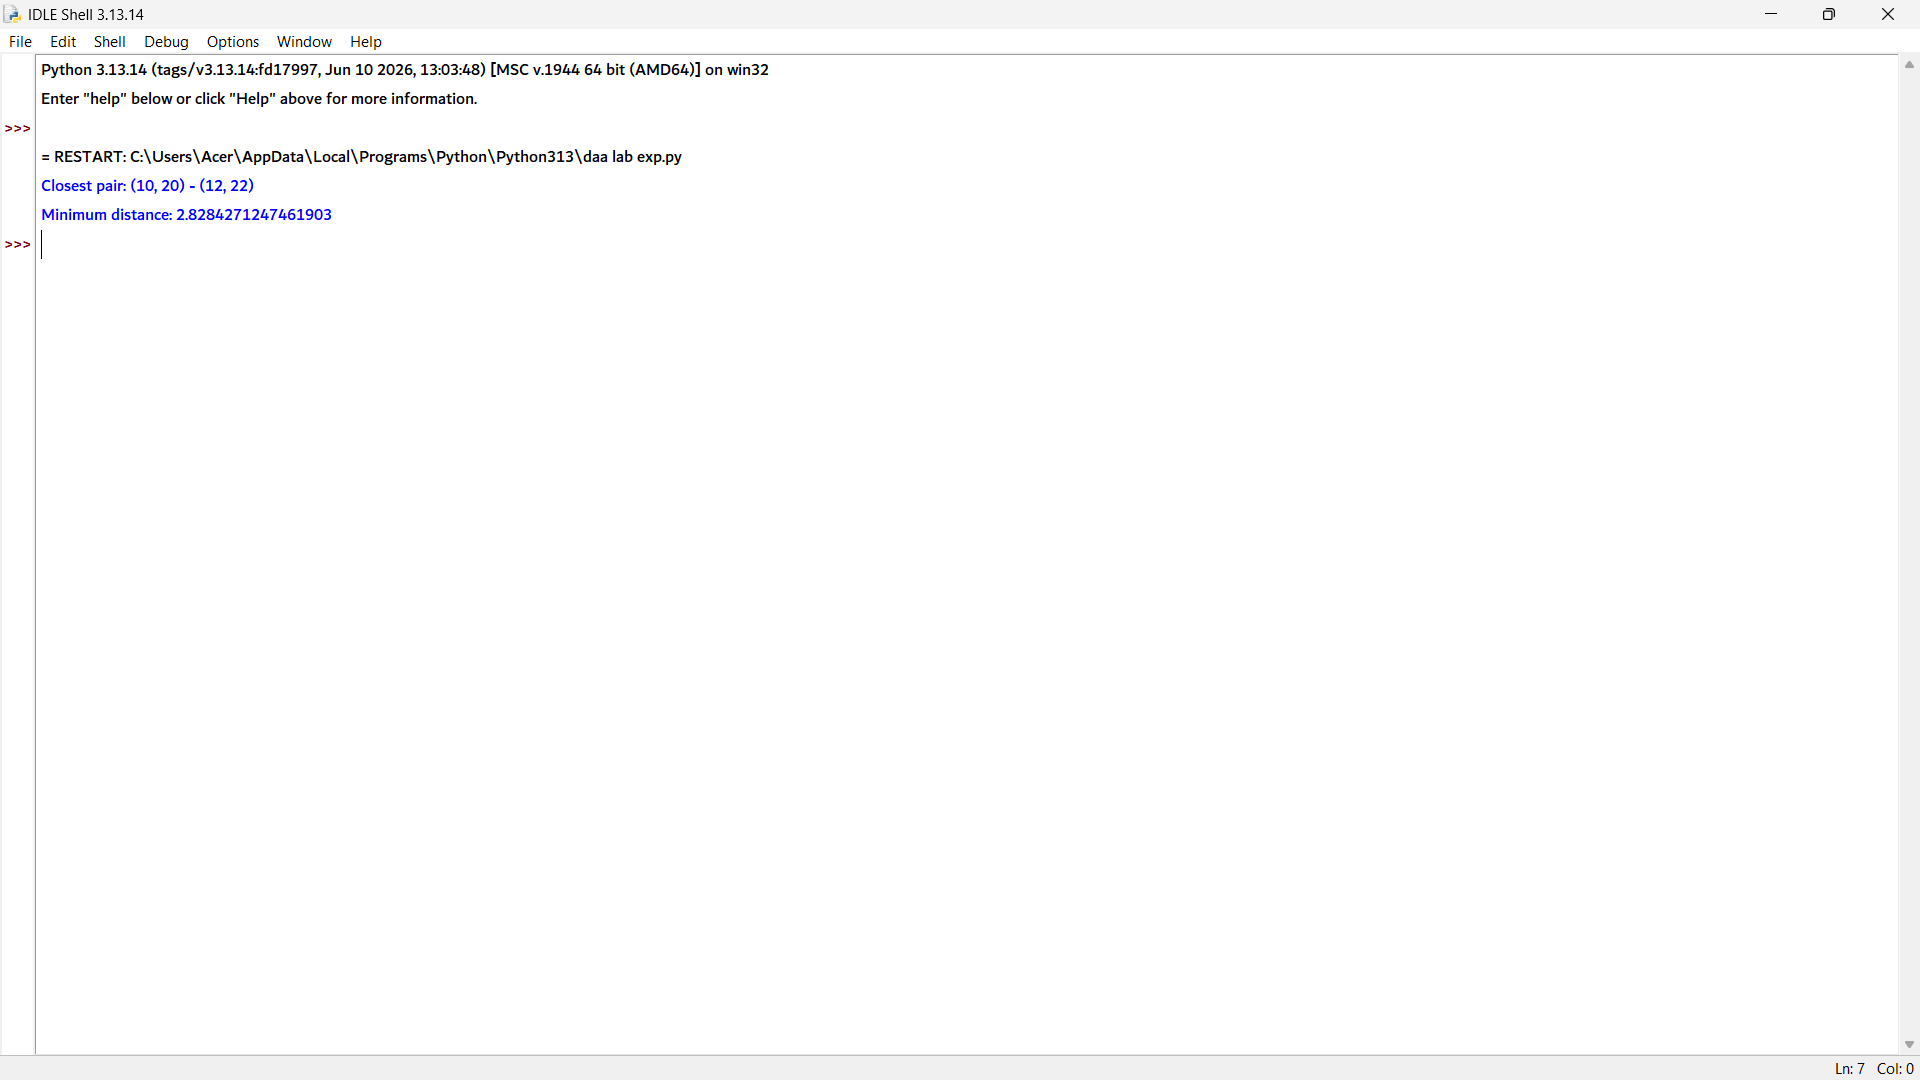 IDLE Shell 3.13.14
File Edit Shell Debug Options Window Help
Python 3.13.14 (tags/v3.13.14:fd17997, Jun 10 2026, 13:03:48) [MSC v.1944 64 bit (AMD64)] on win32
Enter "help" below or click "Help" above for more information.
>>>
= RESTART: C:\Users\Acer\AppData\Local\Programs\Python\Python313\daa lab exp.py
Closest pair: (10, 20) - (12, 22)
Minimum distance: 2.8284271247461903
>>>
Ln: 7 Col: 0